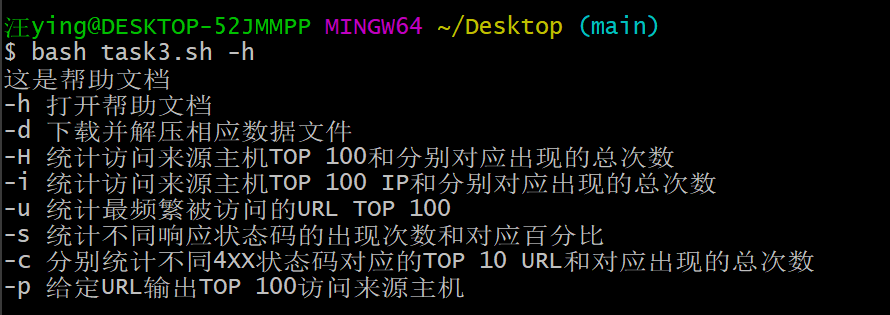 汪ying@DESKTOP-52JMMPP MINGW64 ~/Desktop (main)
$ bash task3.sh -h
这是帮助文档
-h 打开帮助文档
-d 下载并解压相应数据文件
-H 统计访问来源主机TOP 100和分别对应出现的总次数
-i 统计访问来源主机TOP 100 IP和分别对应出现的总次数
-u 统计最频繁被访问的URL TOP 100
-s 统计不同响应状态码的出现次数和对应百分比
-c 分别统计不同4XX状态码对应的TOP 10 URL和对应出现的总次数
-p 给定URL输出TOP 100访问来源主机